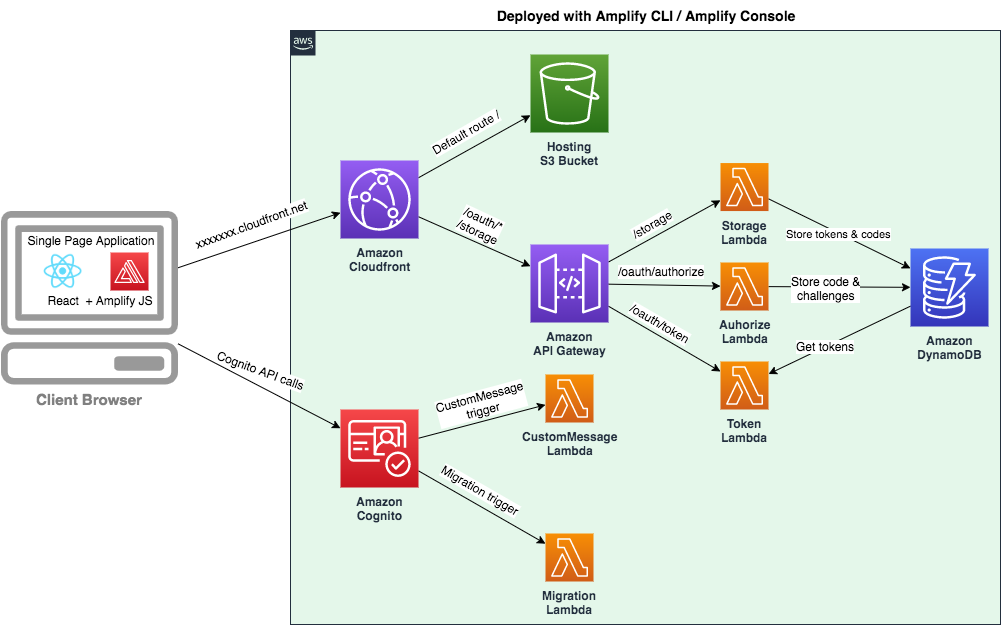 Deployed with Amplify CLI / Amplify Console
aws
Default route /
Hosting
S3 Bucket
xxxxxxx.cloudfront.net
Amazon
Cloudfront
/oauth/*
/storage
Single Page Application
React + Amplify JS
Client Browser
Amazon
API Gateway
/storage
/oauth/authorize
/oauth/token
Storage
Lambda
Auhorize
Lambda
Token
Lambda
Store tokens & codes
Store code &
challenges
Get tokens
Amazon
DynamoDB
Cognito API calls
Amazon
Cognito
CustomMessage
trigger
CustomMessage
Lambda
Migration trigger
Migration
Lambda